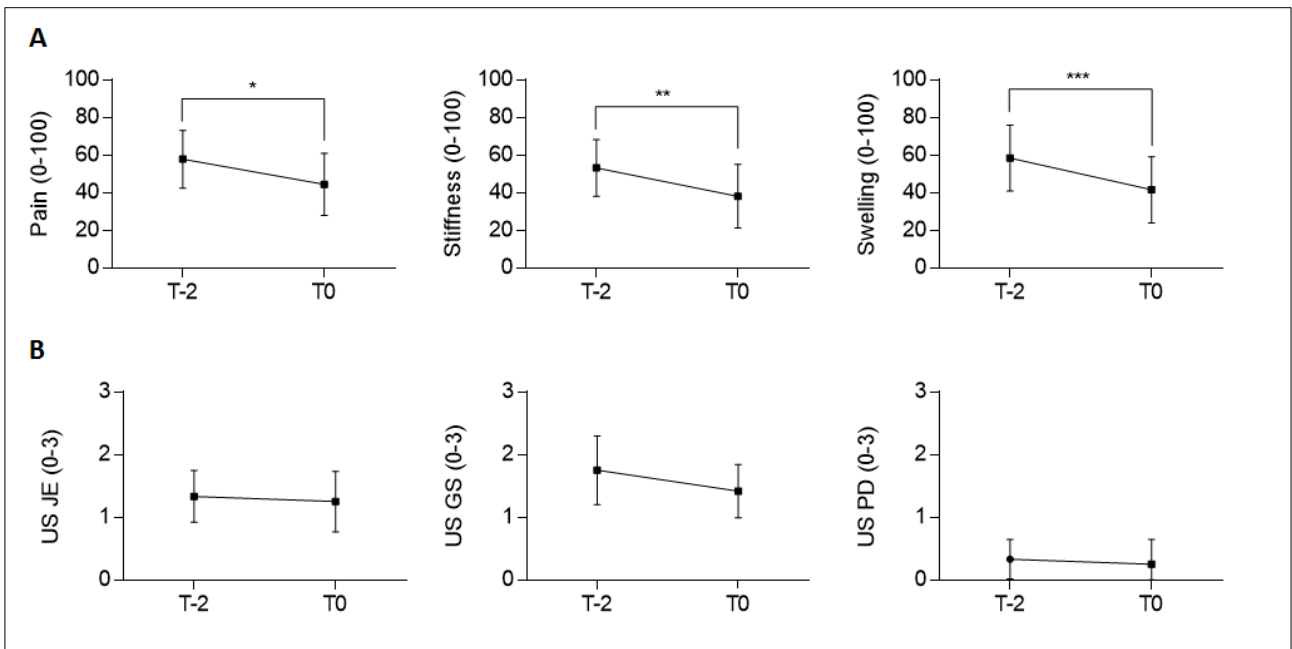 A
Pain (0-100)
100
80
60
40
20
0
*
T-2
T0
Stiffness (0-100)
100
80
60
40
20
0
**
T-2
T0
Swelling (0-100)
100
80
60
40
20
0
***
T-2
T0
B
US JE (0-3)
3
2
1
0
T-2
T0
US GS (0-3)
3
2
1
0
T-2
T0
US PD (0-3)
3
2
1
0
T-2
T0